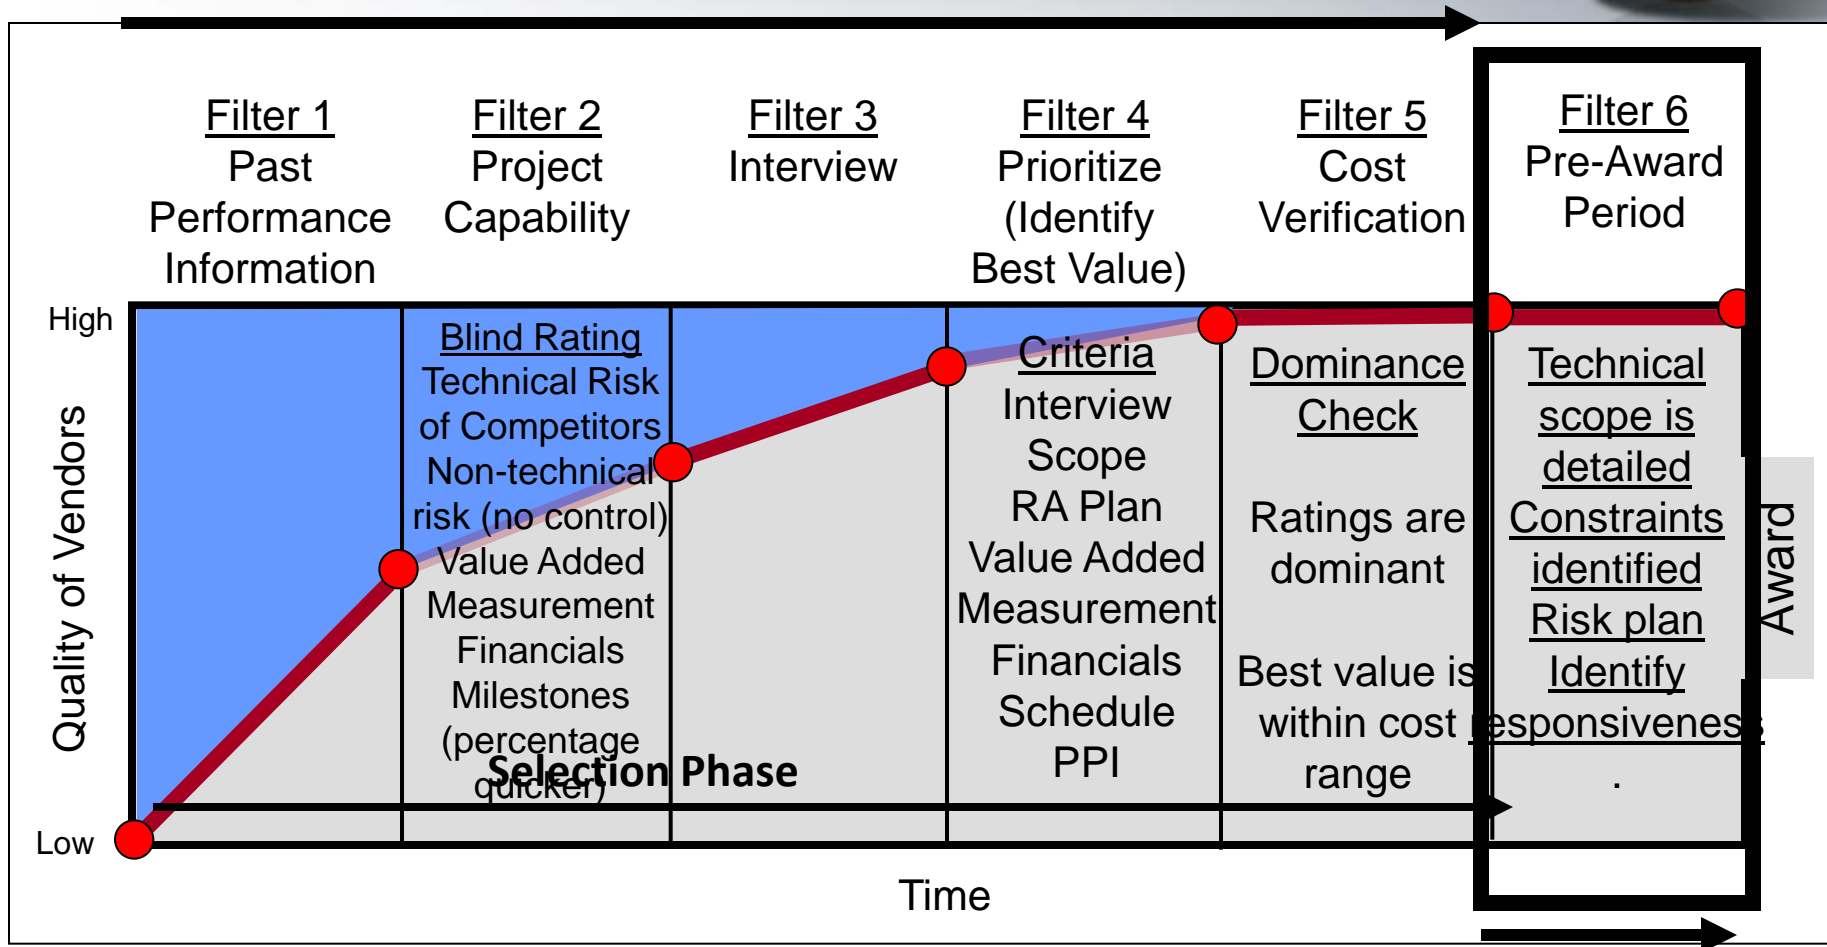 Filter 1
Past
Performance
Information
Filter 2
Project
Capability
Filter 3
Interview
Filter 4
Prioritize
(Identify
Best Value)
Filter 5
Cost
Verification
Filter 6
Pre-Award
Period
High
Low
Quality of Vendors
Blind Rating
Technical Risk
of Competitors
Non-technical
risk (no control)
Value Added
Measurement
Financials
Milestones
(percentage
quicker)
Selection Phase
Criteria
Interview
Scope
RA Plan
Value Added
Measurement
Financials
Schedule
PPI
Dominance
Check
Ratings are
dominant
Best value is
within cost
range
Technical
scope is
detailed
Constraints
identified
Risk plan
Identify
responsiveness
.
Award
Time